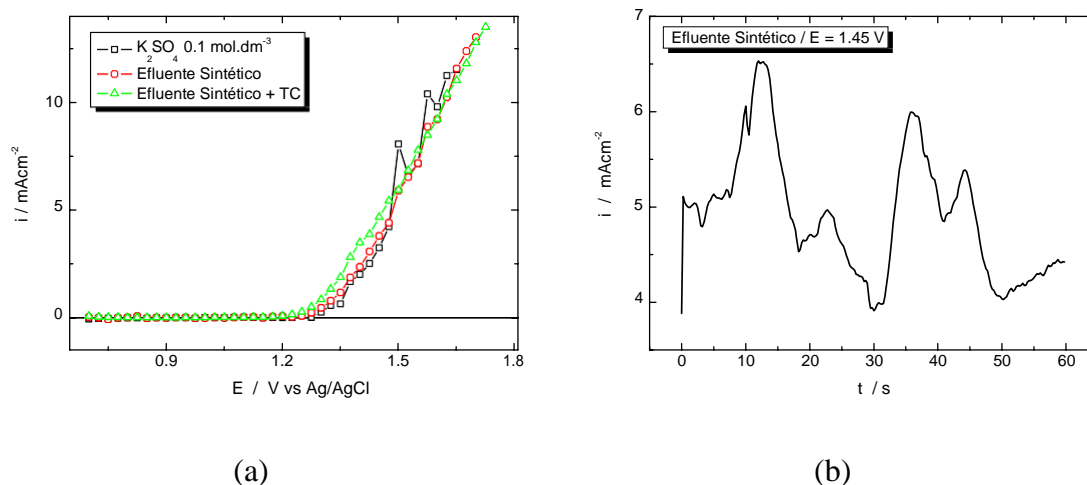 K2SO4 0.1 mol.dm-3
Efluente Sintético
Efluente Sintético + TC
10
5
0
i / mAcm-2
0.9
1.2
1.5
1.8
E / V vs Ag/AgCl
(a)
Efluente Sintético / E = 1.45 V
7
6
5
4
i / mAcm-2
0
10
20
30
40
50
60
t / s
(b)